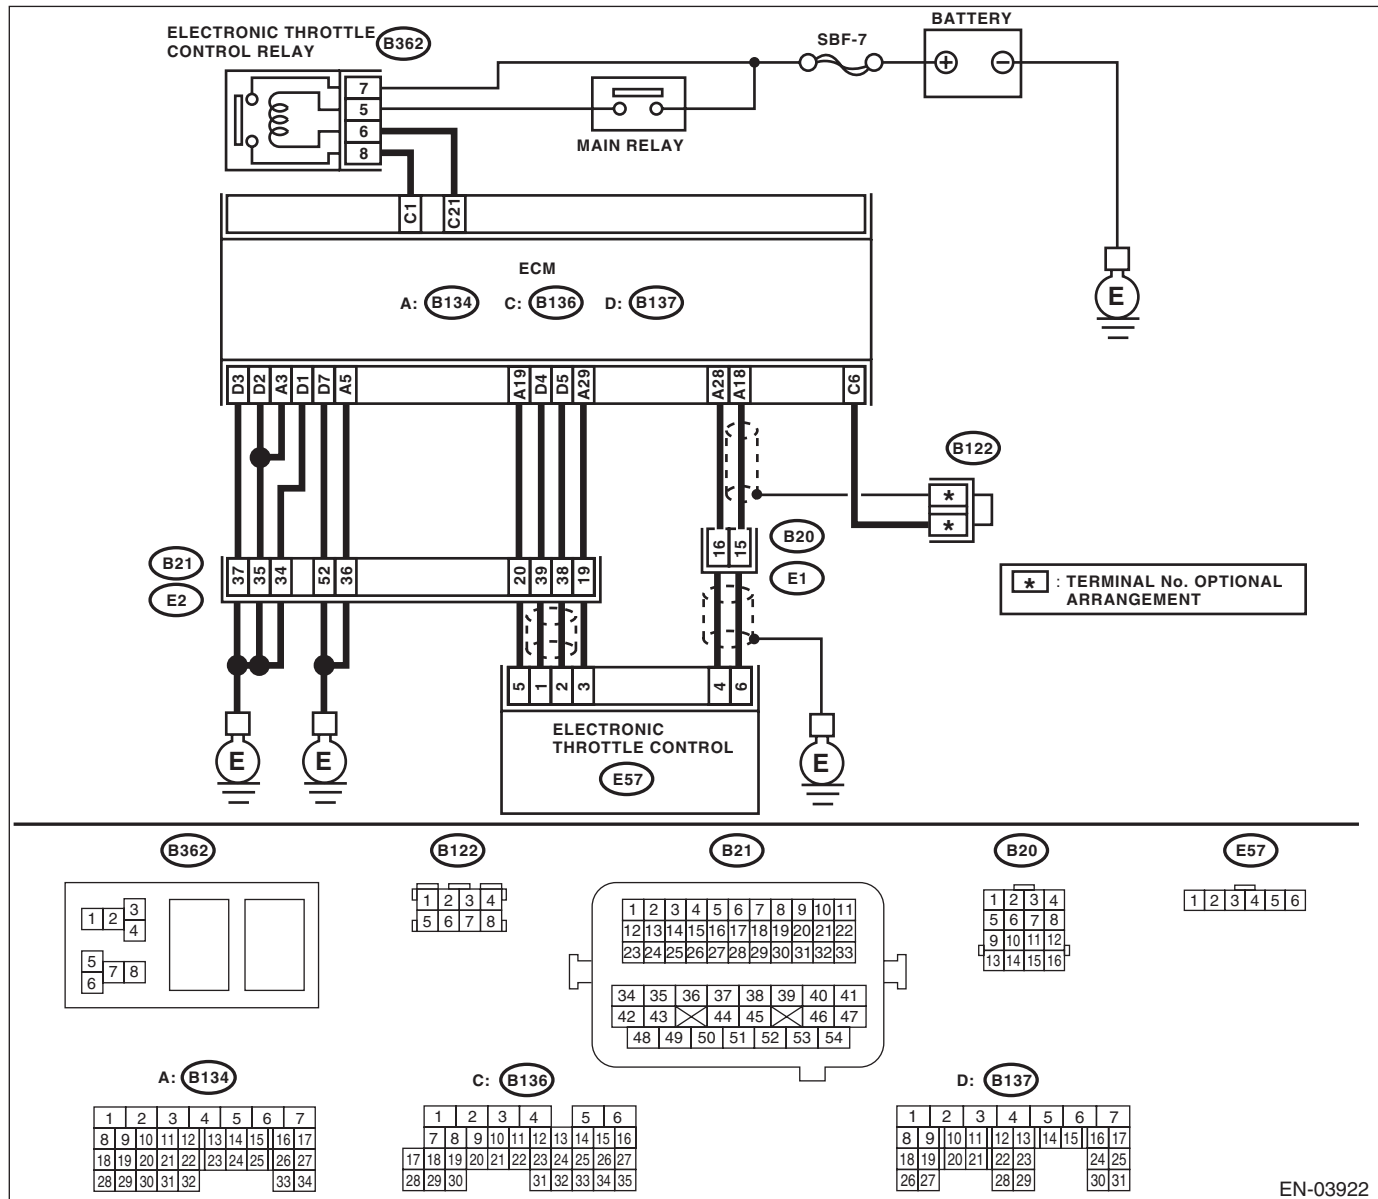 BATTERY
ELECTRONIC THROTTLE
CONTROL RELAY
B362
SBF-7
7
5
6
8
MAIN RELAY
C1 C21
E
ECM
A: B134 C: B136 D: B137
D3 D2 A3 D1 D7 A5 A19 D4 D5 A29 A28 A18 C6
B122
*
*
B21
E2
37 35 34 52 36 20 39 38 19
16 15
B20
E1
* : TERMINAL No. OPTIONAL
ARRANGEMENT
5 1 2 3 4 6
ELECTRONIC
THROTTLE CONTROL
E57
E E E
B362 B122 B21 B20 E57
1 2 3
4
5 7 8
6
1 2 3 4
5 6 7 8
1 2 3 4 5 6 7 8 9 10 11
12 13 14 15 16 17 18 19 20 21 22
23 24 25 26 27 28 29 30 31 32 33
34 35 36 37 38 39 40 41
42 43 44 45 46 47
48 49 50 51 52 53 54
1 2 3 4
5 6 7 8
9 10 11 12
13 14 15 16
1 2 3 4 5 6
A: B134
1 2 3 4 5 6 7
8 9 10 11 12 13 14 15 16 17
18 19 20 21 22 23 24 25 26 27
28 29 30 31 32 33 34
C: B136
1 2 3 4 5 6
7 8 9 10 11 12 13 14 15 16
17 18 19 20 21 22 23 24 25 26 27
28 29 30 31 32 33 34 35
D: B137
1 2 3 4 5 6 7
8 9 10 11 12 13 14 15 16 17
18 19 20 21 22 23 24 25
26 27 28 29 30 31
EN-03922